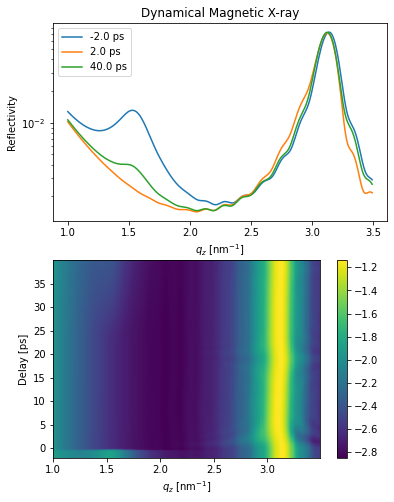 Dynamical Magnetic X-ray
-2.0 ps
2.0 ps
40.0 ps
Reflectivity
10⁻²
1.0 1.5 2.0 2.5 3.0 3.5
q_z [nm⁻¹]
Delay [ps]
35
30
25
20
15
10
5
0
1.0 1.5 2.0 2.5 3.0
q_z [nm⁻¹]
−1.2
−1.4
−1.6
−1.8
−2.0
−2.2
−2.4
−2.6
−2.8